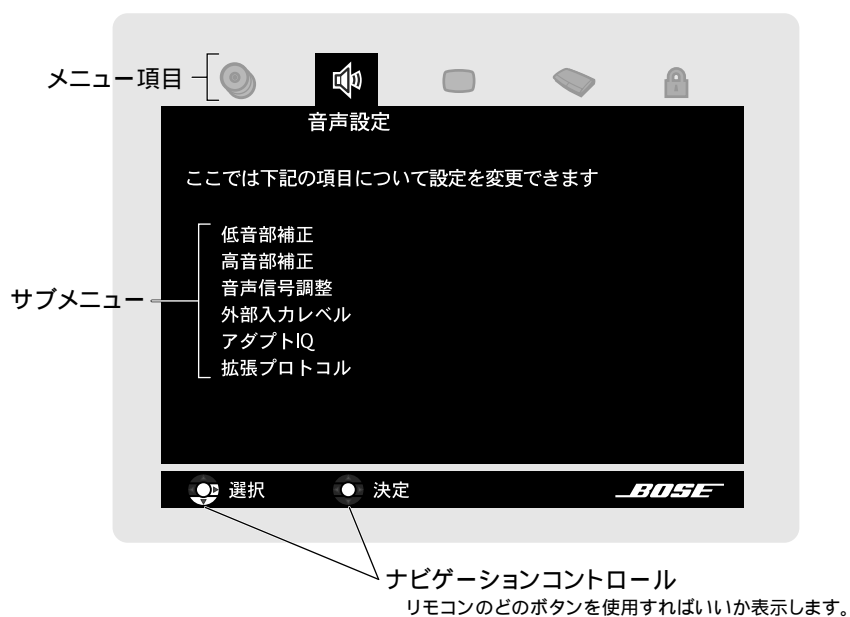 メニュー項目
音声設定
ここでは下記の項目について設定を変更できます
サブメニュー
低音部補正
高音部補正
音声信号調整
外部入力レベル
アダプトIQ
拡張プロトコル
選択
決定
BOSE
ナビゲーションコントロール
リモコンのどのボタンを使用すればいいか表示します。